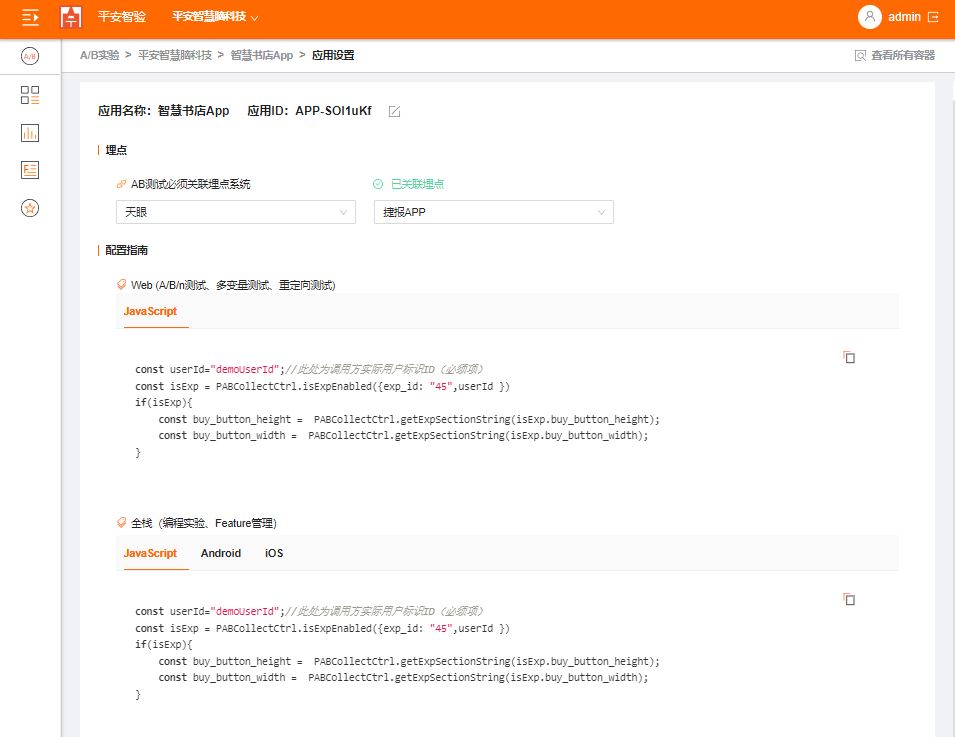 平安智验 平安智慧脑科技 admin
A/B实验 > 平安智慧脑科技 > 智慧书店App > 应用设置 查看所有容器
应用名称：智慧书店App 应用ID：APP-SOI1uKf
埋点
AB测试必须关联埋点系统 已关联埋点
天眼 捷报APP
配置指南
Web (A/B/n测试、多变量测试、重定向测试)
JavaScript
const userId="demoUserId";//此处为调用方实际用户标识ID（必须项）
const isExp = PABCollectCtrl.isExpEnabled({exp_id: "45",userId })
if(isExp){
const buy_button_height = PABCollectCtrl.getExpSectionString(isExp.buy_button_height);
const buy_button_width = PABCollectCtrl.getExpSectionString(isExp.buy_button_width);
}
全栈（编程实验、Feature管理）
JavaScript Android iOS
const userId="demoUserId";//此处为调用方实际用户标识ID（必须项）
const isExp = PABCollectCtrl.isExpEnabled({exp_id: "45",userId })
if(isExp){
const buy_button_height = PABCollectCtrl.getExpSectionString(isExp.buy_button_height);
const buy_button_width = PABCollectCtrl.getExpSectionString(isExp.buy_button_width);
}